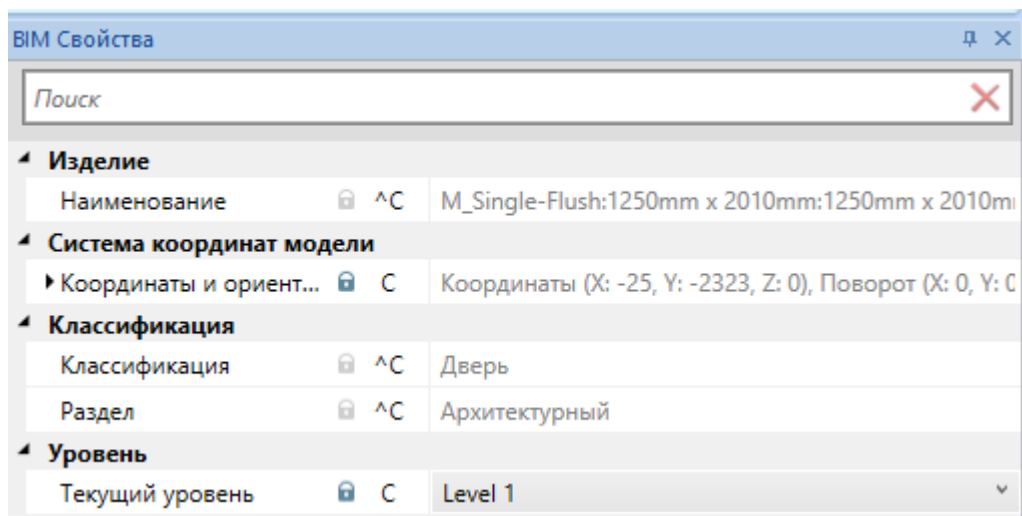 BIM Свойства
Поиск
Изделие
Наименование ^C M_Single-Flush:1250mm x 2010mm:1250mm x 2010m
Система координат модели
Координаты и ориент... C Координаты (X: -25, Y: -2323, Z: 0), Поворот (X: 0, Y: 0
Классификация
Классификация ^C Дверь
Раздел ^C Архитектурный
Уровень
Текущий уровень C Level 1